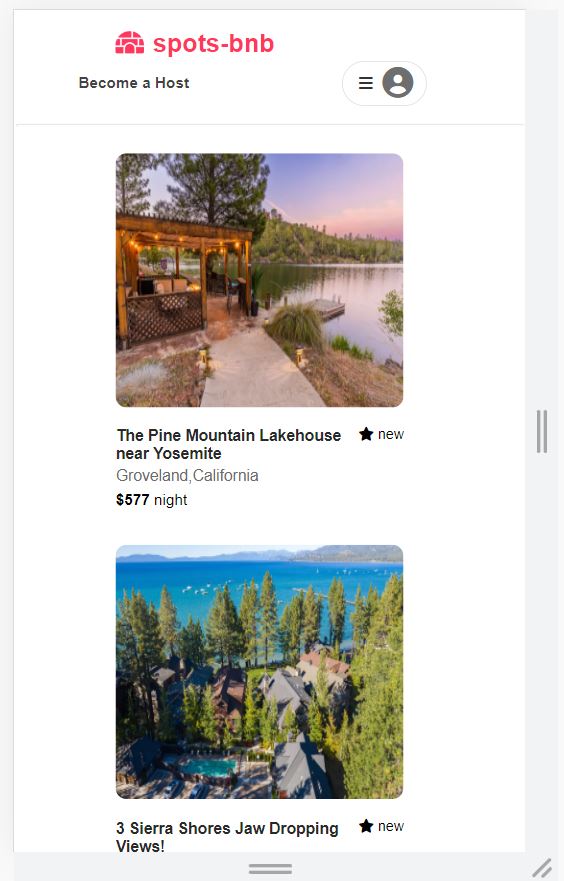 spots-bnb
Become a Host
The Pine Mountain Lakehouse
near Yosemite
new
Groveland,California
$577 night
3 Sierra Shores Jaw Dropping
Views!
new